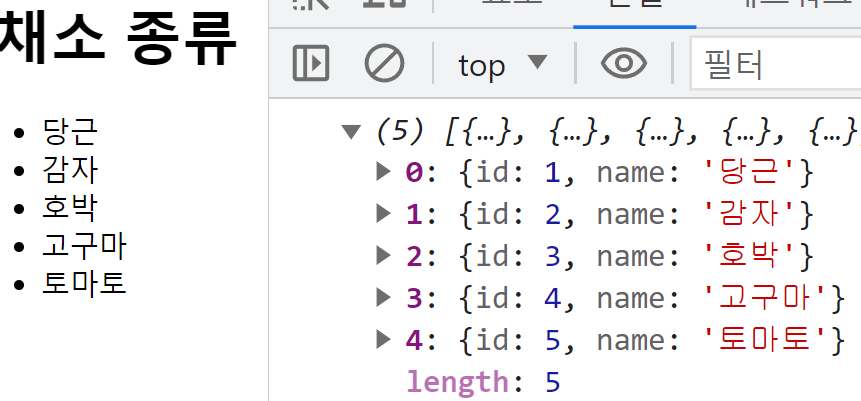 채소 종류
당근
감자
호박
고구마
토마토
top
필터
(5) [{…}, {…}, {…}, {…}, {…}
0: {id: 1, name: '당근'}
1: {id: 2, name: '감자'}
2: {id: 3, name: '호박'}
3: {id: 4, name: '고구마'}
4: {id: 5, name: '토마토'}
length: 5